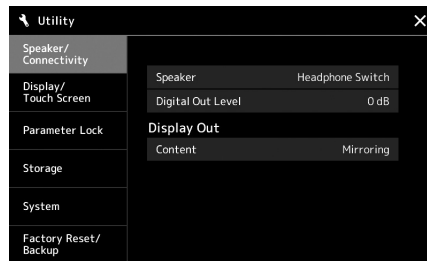 Utility
Speaker/
Connectivity
Display/
Touch Screen
Parameter Lock
Storage
System
Factory Reset/
Backup
Speaker Headphone Switch
Digital Out Level 0 dB
Display Out
Content Mirroring